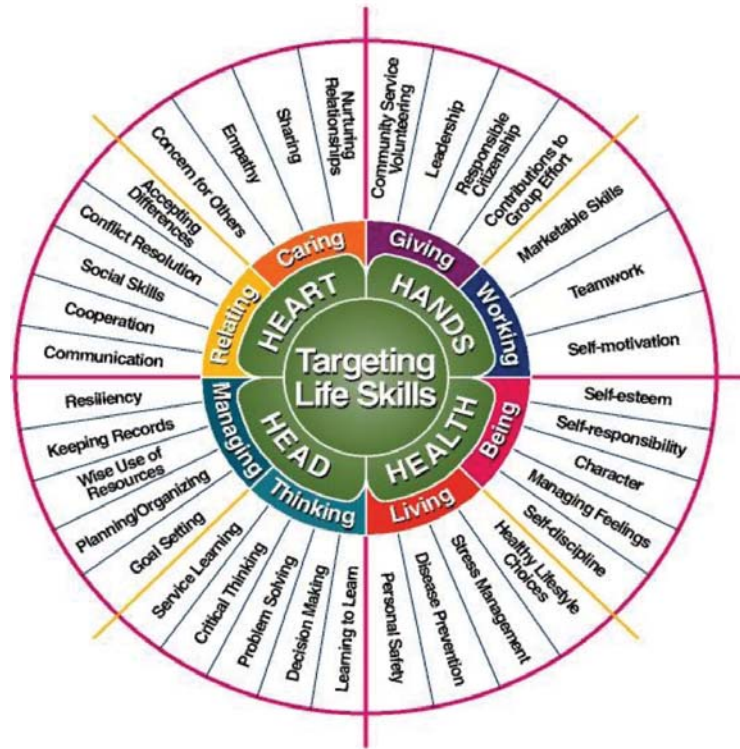 Targeting
Life Skills
HEART
HANDS
HEALTH
HEAD
Caring
Giving
Working
Being
Living
Thinking
Managing
Relating
Nurturing
Relationships
Sharing
Empathy
Concern for Others
Accepting
Differences
Conflict Resolution
Social Skills
Cooperation
Communication
Community Service
Volunteering
Leadership
Responsible
Citizenship
Contributions to
Group Effort
Marketable Skills
Teamwork
Self-motivation
Self-esteem
Self-responsibility
Character
Managing Feelings
Self-discipline
Healthy Lifestyle
Choices
Stress Management
Disease Prevention
Personal Safety
Learning to Learn
Decision Making
Problem Solving
Critical Thinking
Service Learning
Goal Setting
Planning/Organizing
Wise Use of
Resources
Keeping Records
Resiliency